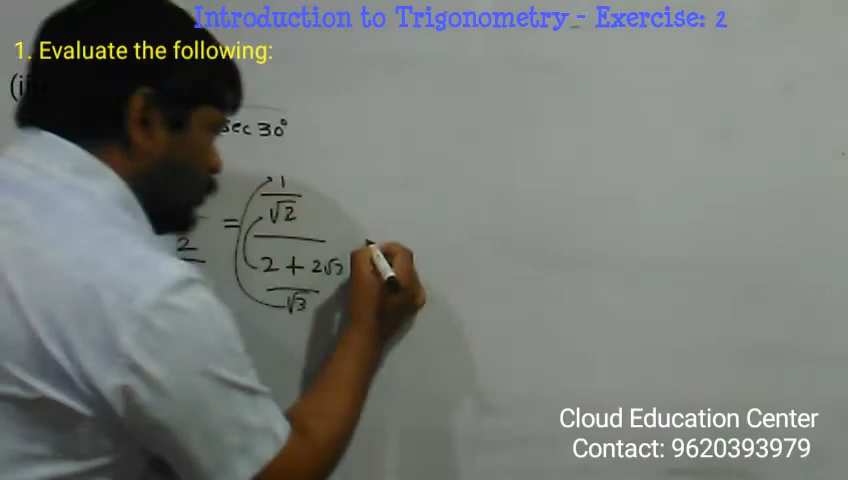 Introduction to Trigonometry - Exercise: 2
1. Evaluate the following:
sec 30°
2
=
1
√2
2 + 2√3
√3
Cloud Education Center
Contact: 9620393979